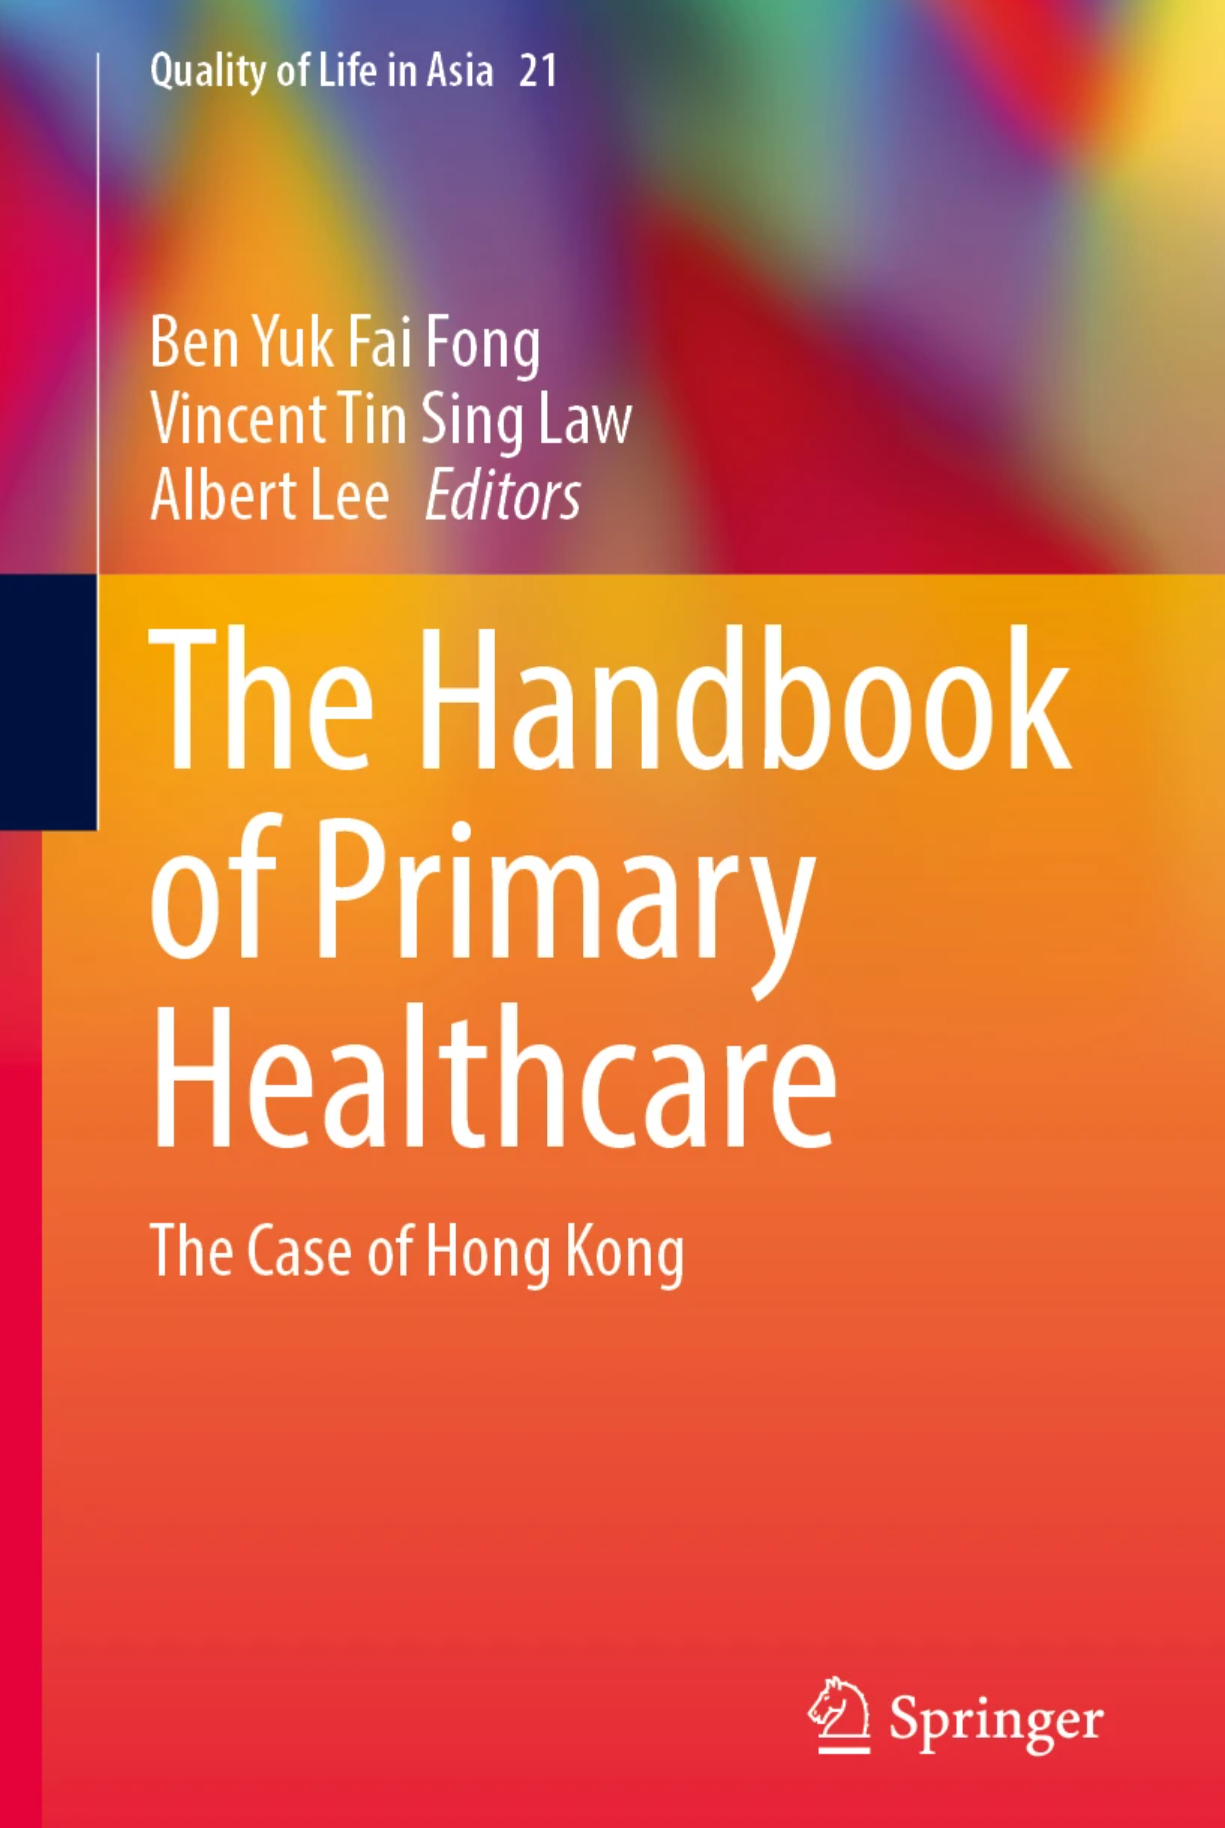 Quality of Life in Asia 21
Ben Yuk Fai Fong
Vincent Tin Sing Law
Albert Lee Editors
The Handbook
of Primary
Healthcare
The Case of Hong Kong
Springer